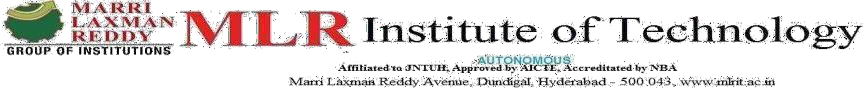 MARRI
LAXMAN
REDDY
GROUP OF INSTITUTIONS
MLR Institute of Technology
AUTONOMOUS
Affiliated to JNTUH, Approved by AICTE, Accreditated by NBA
Marri Laxman Reddy Avenue, Dundigal, Hyderabad - 500 043, www.mlrit.ac.in